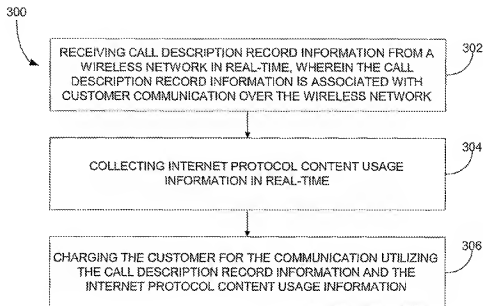 300
RECEIVING CALL DESCRIPTION RECORD INFORMATION FROM A
WIRELESS NETWORK IN REAL-TIME, WHEREIN THE CALL
DESCRIPTION RECORD INFORMATION IS ASSOCIATED WITH
CUSTOMER COMMUNICATION OVER THE WIRELESS NETWORK
302
COLLECTING INTERNET PROTOCOL CONTENT USAGE
INFORMATION IN REAL-TIME
304
CHARGING THE CUSTOMER FOR THE COMMUNICATION UTILIZING
THE CALL DESCRIPTION RECORD INFORMATION AND THE
INTERNET PROTOCOL CONTENT USAGE INFORMATION
306